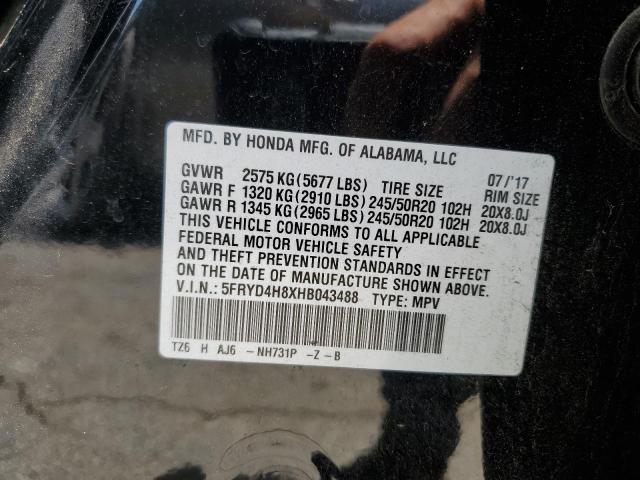 MFD. BY HONDA MFG. OF ALABAMA, LLC
GVWR 2575 KG(5677 LBS) TIRE SIZE 07/'17 RIM SIZE
GAWR F 1320 KG(2910 LBS) 245/50R20 102H 20X8.0J
GAWR R 1345 KG(2965 LBS) 245/50R20 102H 20X8.0J
THIS VEHICLE CONFORMS TO ALL APPLICABLE
FEDERAL MOTOR VEHICLE SAFETY
AND THEFT PREVENTION STANDARDS IN EFFECT
ON THE DATE OF MANUFACTURE SHOWN ABOVE.
V.I.N.: 5FRYD4H8XHB043488 TYPE: MPV
TZ6 H AJ6 -NH731P -Z -B